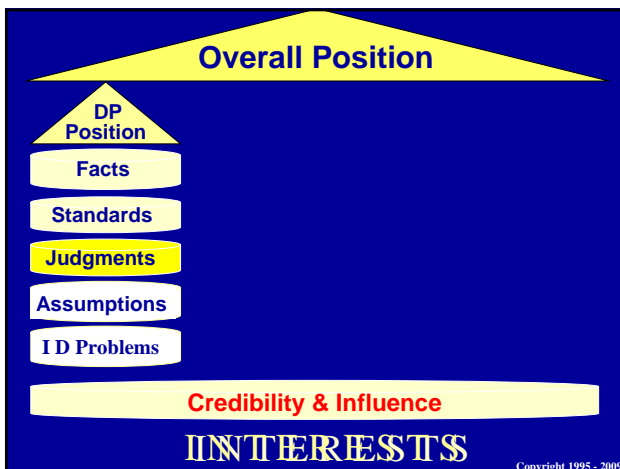 Overall Position
DP
Position
Facts
Standards
Judgments
Assumptions
I D Problems
Credibility & Influence
INTERESTS
Copyright 1995 - 2009